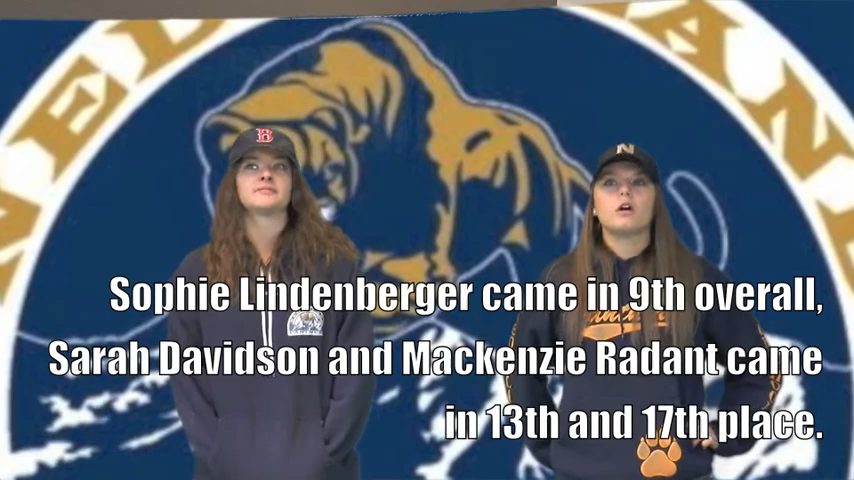 B
N
Sophie Lindenberger came in 9th overall,
Sarah Davidson and Mackenzie Radant came
in 13th and 17th place.